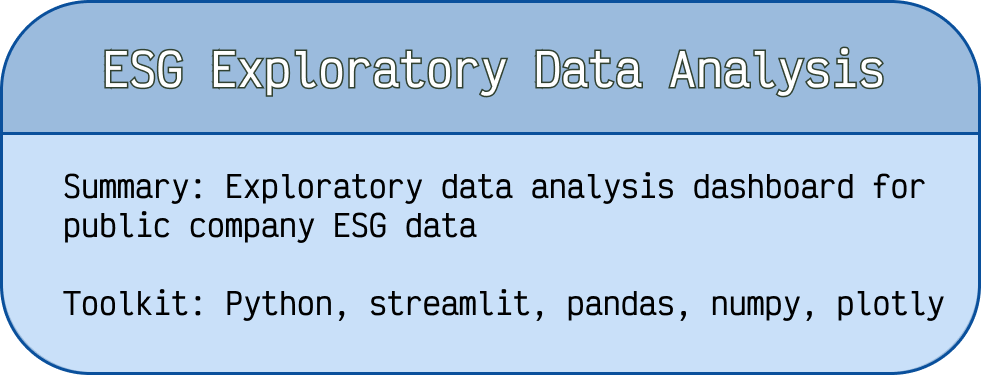 ESG Exploratory Data Analysis
Summary: Exploratory data analysis dashboard for
public company ESG data
Toolkit: Python, streamlit, pandas, numpy, plotly